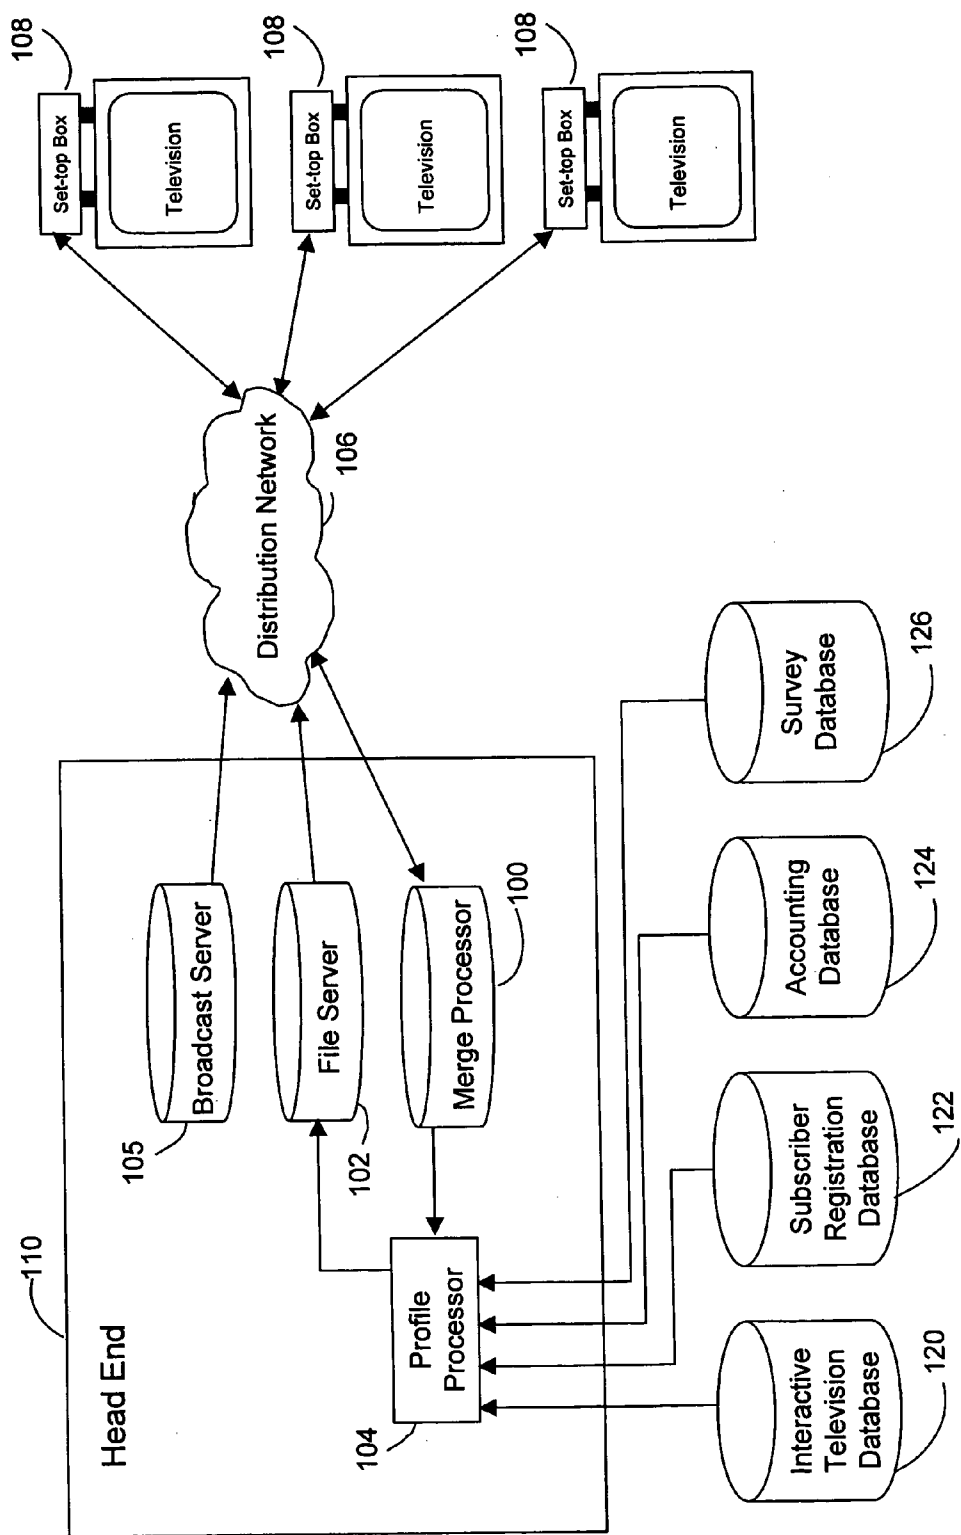 110
Head End
105
Broadcast Server
102
File Server
100
Merge Processor
104
Profile
Processor
Distribution Network
106
108
Set-top Box
Television
108
Set-top Box
Television
108
Set-top Box
Television
Interactive
Television
Database
120
Subscriber
Registration
Database
122
Accounting
Database
124
Survey
Database
126